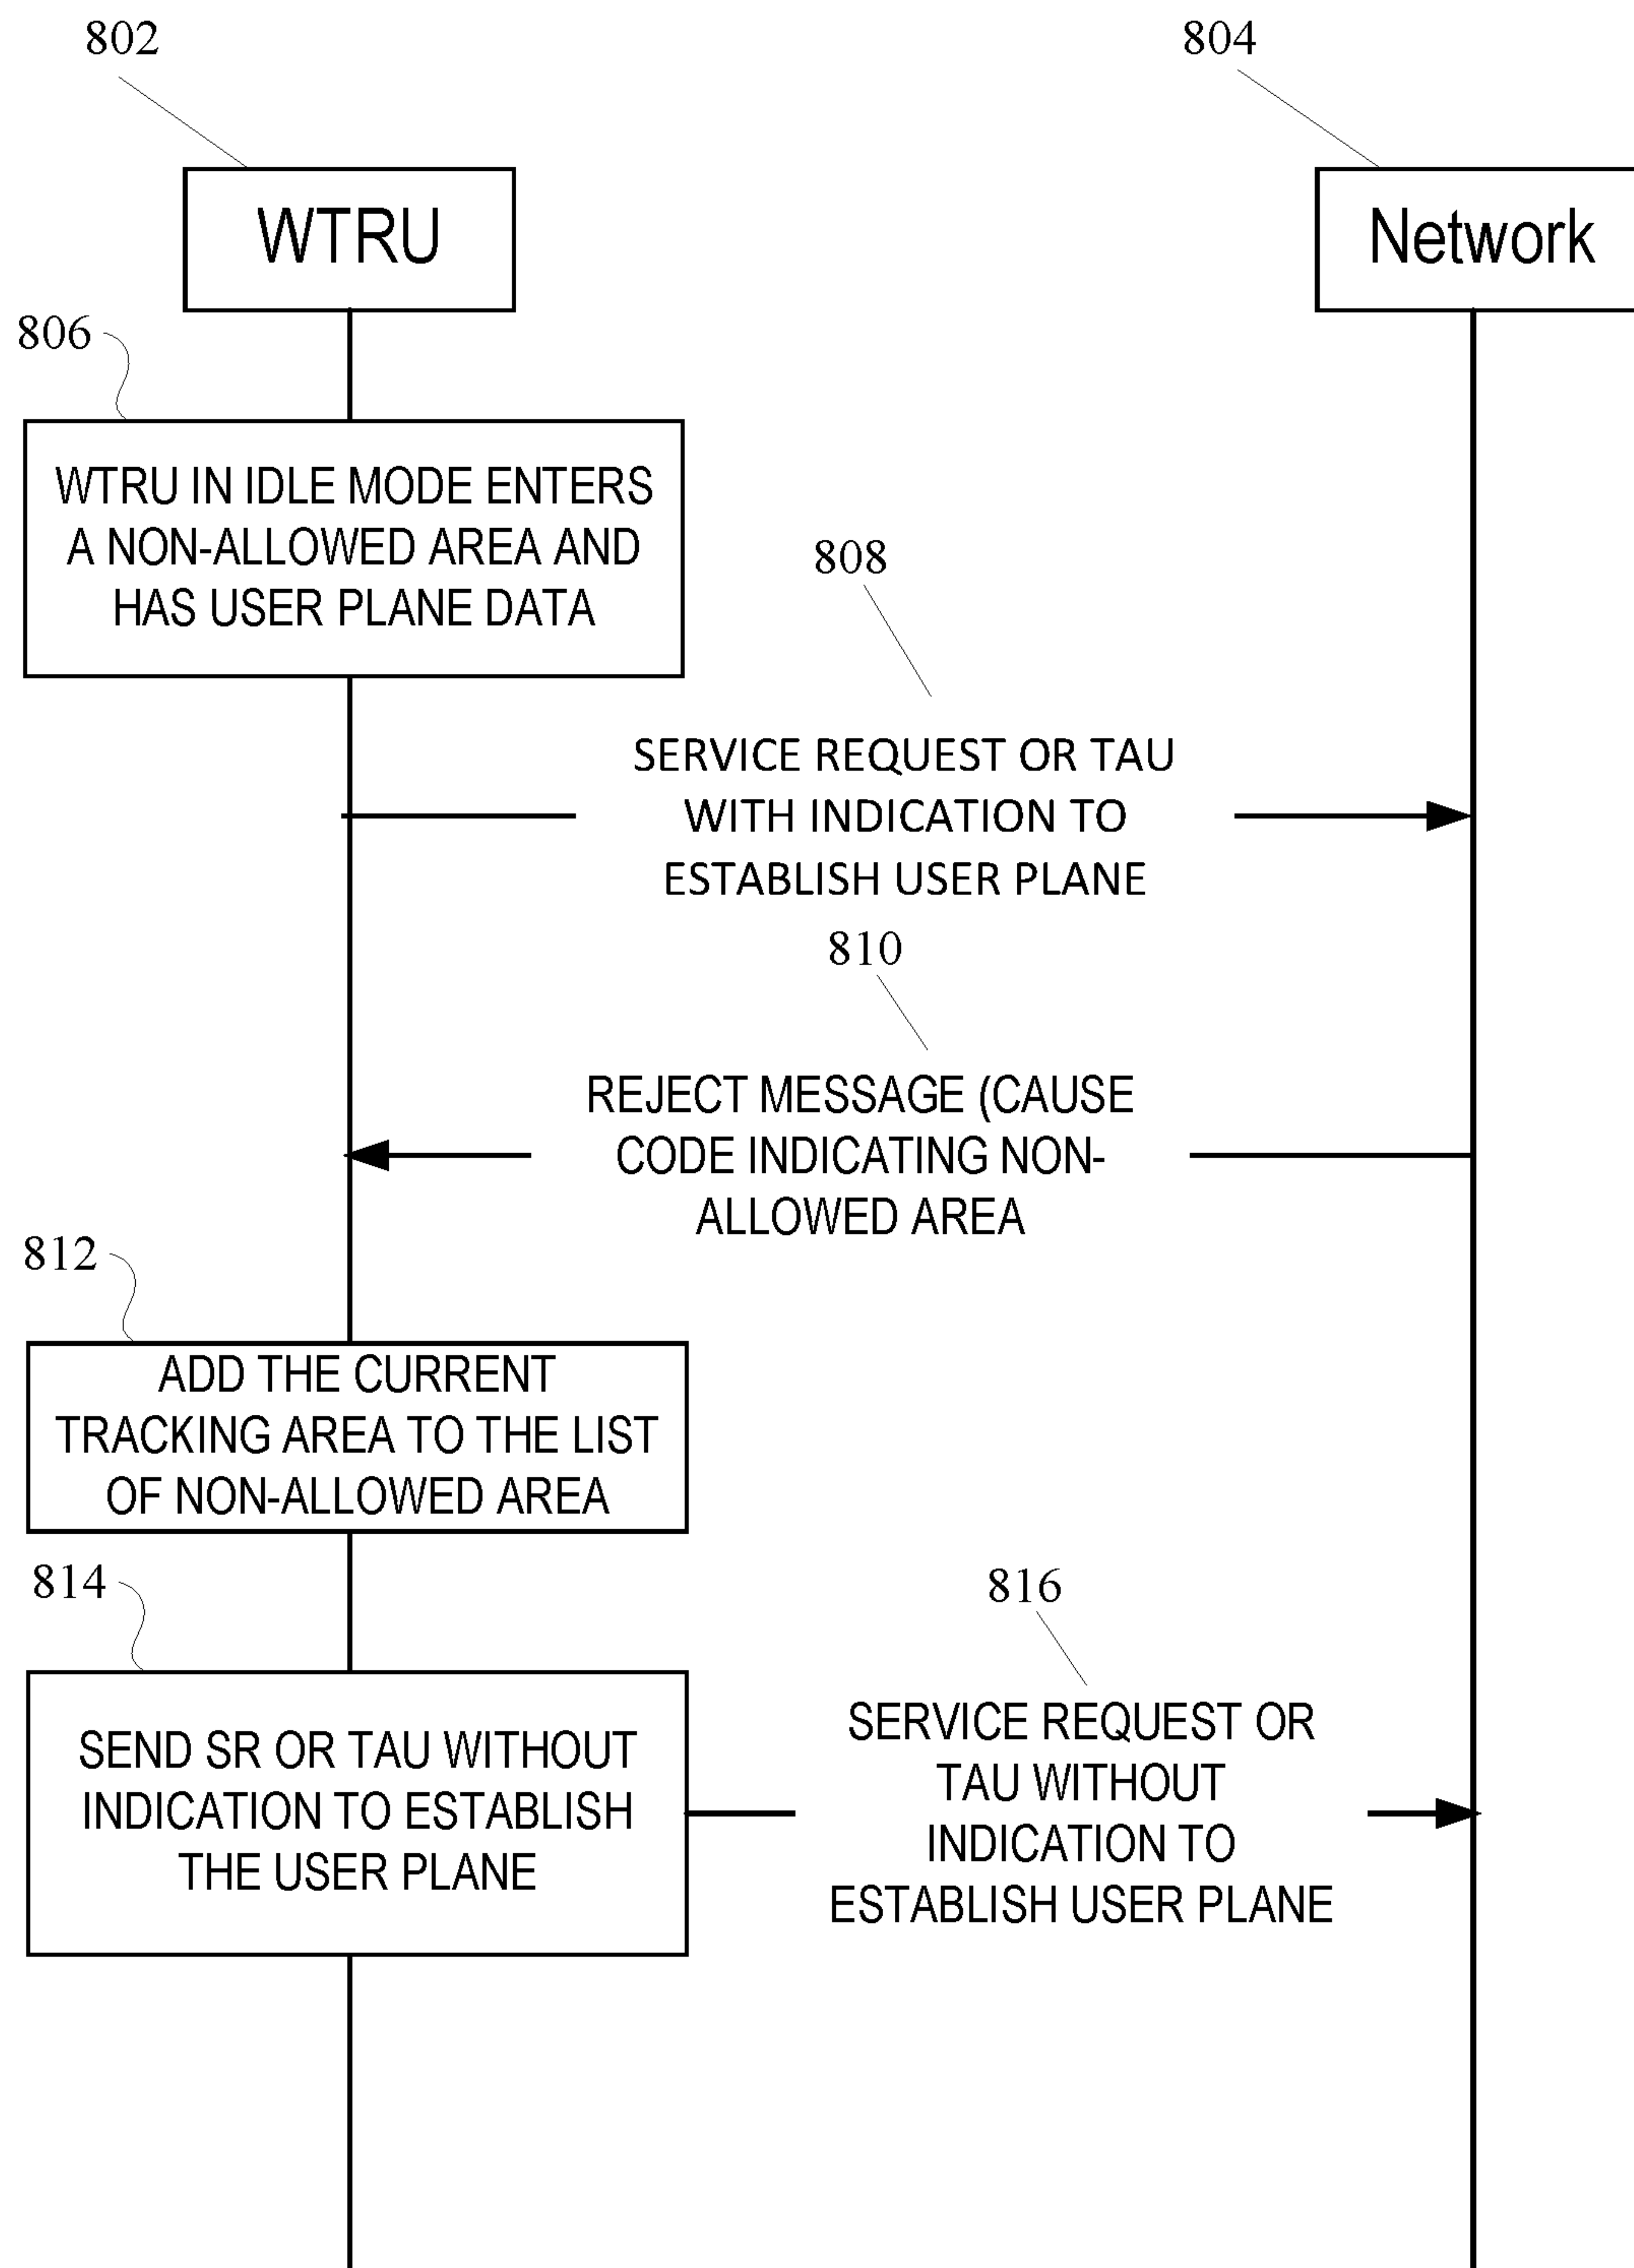 802
804
WTRU
Network
806
WTRU IN IDLE MODE ENTERS
A NON-ALLOWED AREA AND
HAS USER PLANE DATA
808
SERVICE REQUEST OR TAU
WITH INDICATION TO
ESTABLISH USER PLANE
810
REJECT MESSAGE (CAUSE
CODE INDICATING NON-
ALLOWED AREA
812
ADD THE CURRENT
TRACKING AREA TO THE LIST
OF NON-ALLOWED AREA
814
SEND SR OR TAU WITHOUT
INDICATION TO ESTABLISH
THE USER PLANE
816
SERVICE REQUEST OR
TAU WITHOUT
INDICATION TO
ESTABLISH USER PLANE